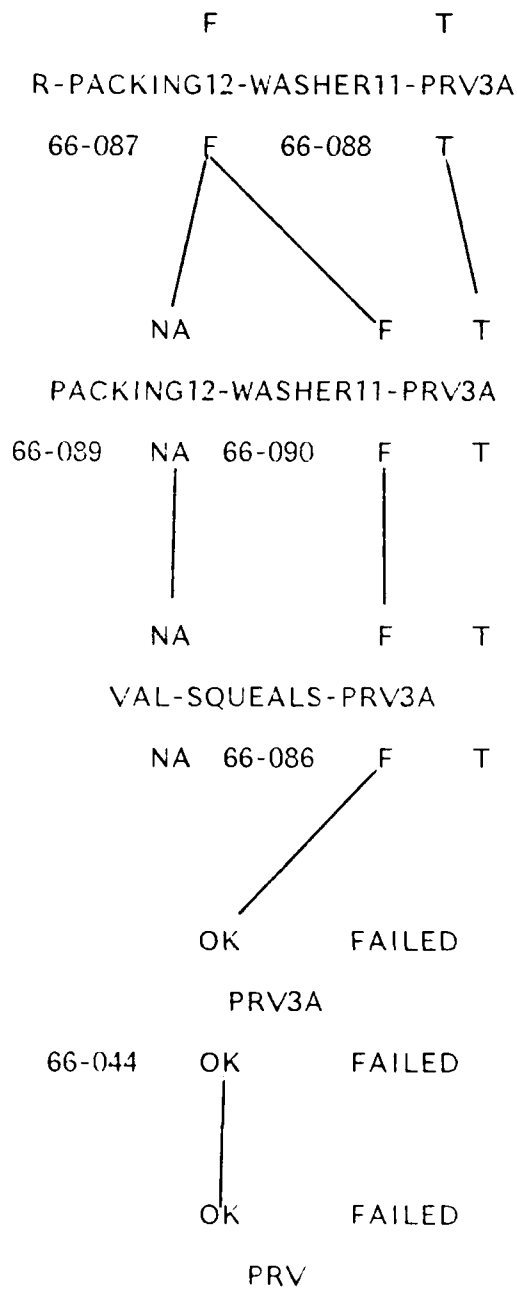 F T
R-PACKING12-WASHER11-PRV3A
66-087 F 66-088 T
NA F T
PACKING12-WASHER11-PRV3A
66-089 NA 66-090 F T
NA F T
VAL-SQUEALS-PRV3A
NA 66-086 F T
OK FAILED
PRV3A
66-044 OK FAILED
OK FAILED
PRV